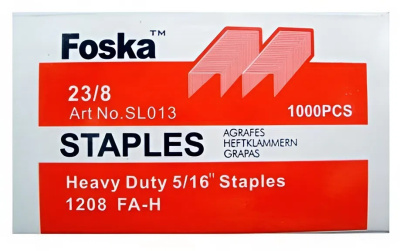 Foska™
23/8
Art No.SL013
1000PCS
STAPLES
AGRAFES
HEFTKLAMMERN
GRAPAS
Heavy Duty 5/16" Staples
1208 FA-H